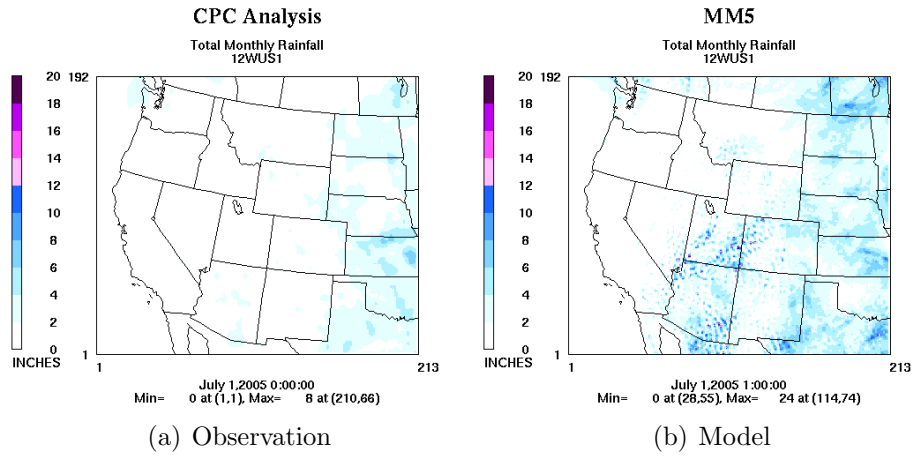 CPC Analysis
Total Monthly Rainfall
12WUS1
20
18
16
14
12
10
8
6
4
2
0
INCHES
192
1
1
213
July 1,2005 0:00:00
Min= 0 at (1,1), Max= 8 at (210,66)
(a) Observation
MM5
Total Monthly Rainfall
12WUS1
20
18
16
14
12
10
8
6
4
2
0
INCHES
192
1
1
213
July 1,2005 1:00:00
Min= 0 at (28,55), Max= 24 at (114,74)
(b) Model